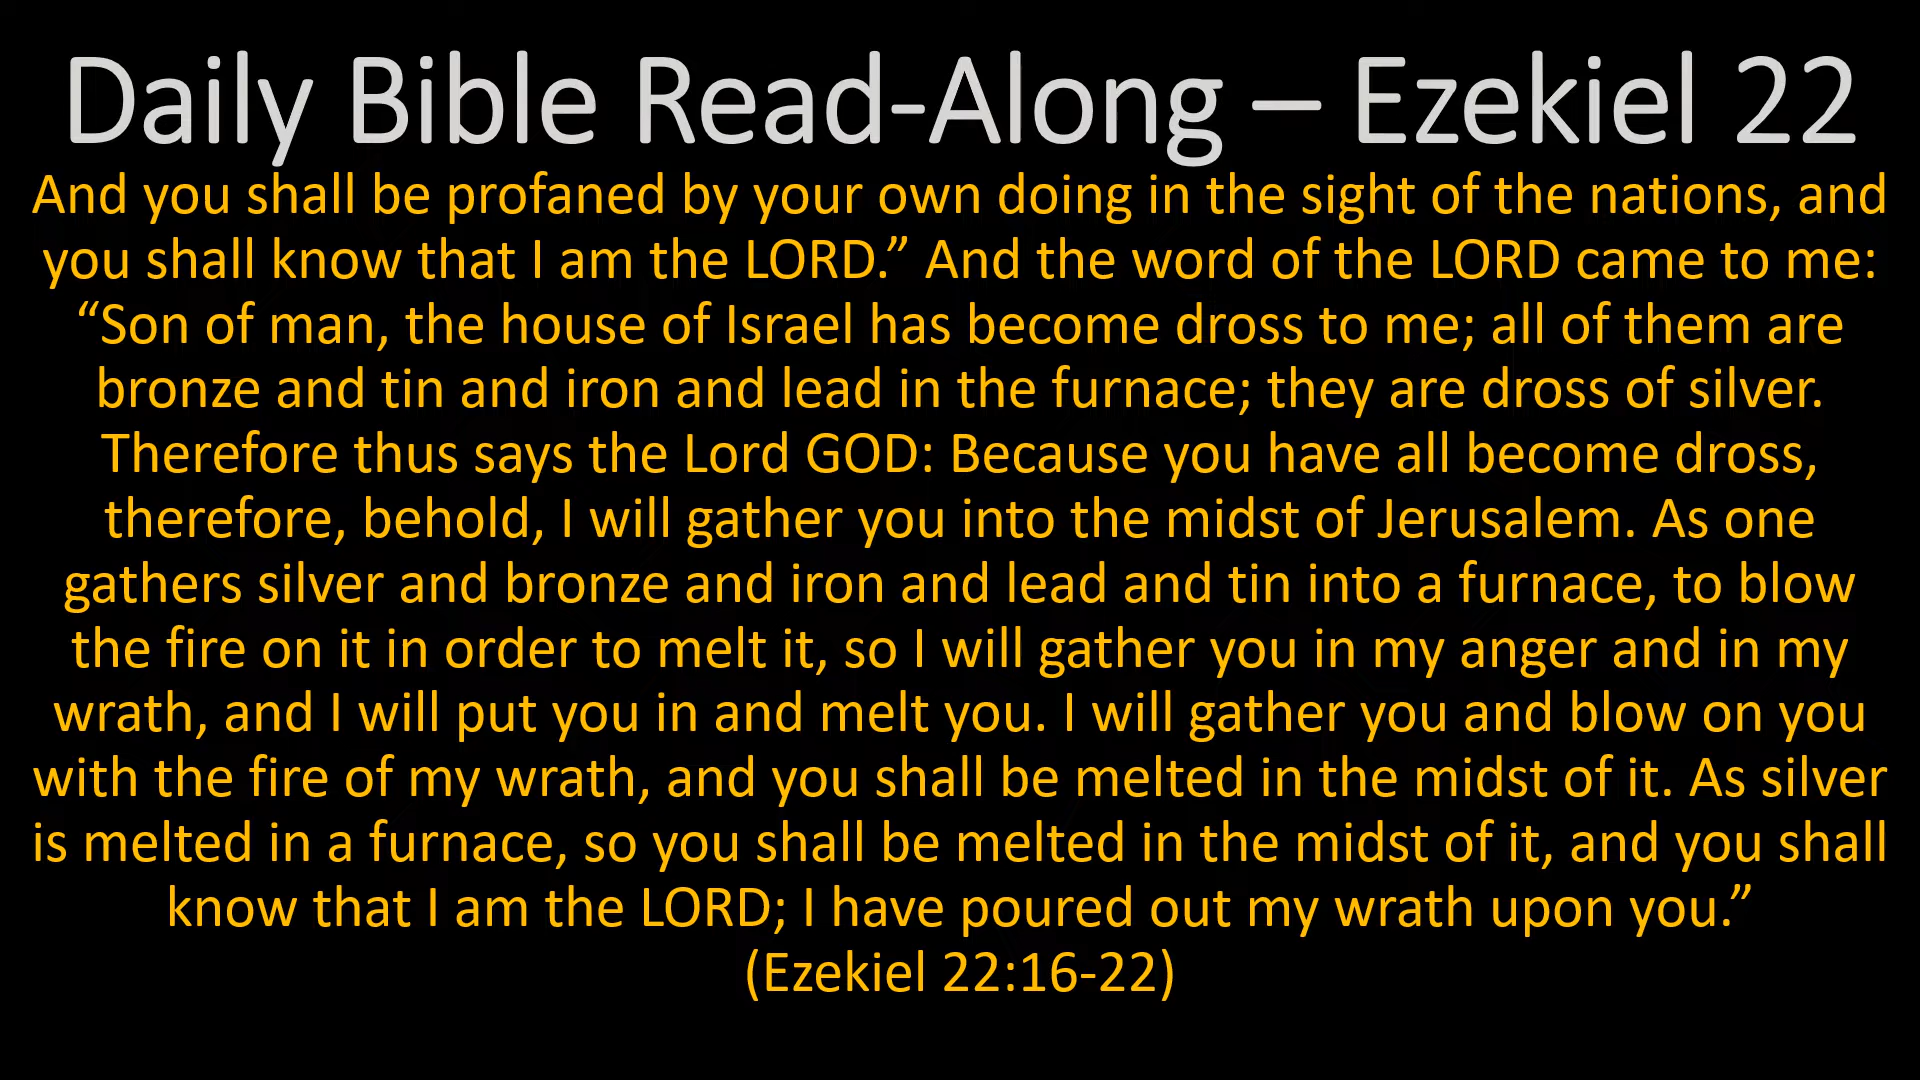 Daily Bible Read-Along – Ezekiel 22
And you shall be profaned by your own doing in the sight of the nations, and
you shall know that I am the LORD.” And the word of the LORD came to me:
“Son of man, the house of Israel has become dross to me; all of them are
bronze and tin and iron and lead in the furnace; they are dross of silver.
Therefore thus says the Lord GOD: Because you have all become dross,
therefore, behold, I will gather you into the midst of Jerusalem. As one
gathers silver and bronze and iron and lead and tin into a furnace, to blow
the fire on it in order to melt it, so I will gather you in my anger and in my
wrath, and I will put you in and melt you. I will gather you and blow on you
with the fire of my wrath, and you shall be melted in the midst of it. As silver
is melted in a furnace, so you shall be melted in the midst of it, and you shall
know that I am the LORD; I have poured out my wrath upon you.”
(Ezekiel 22:16-22)